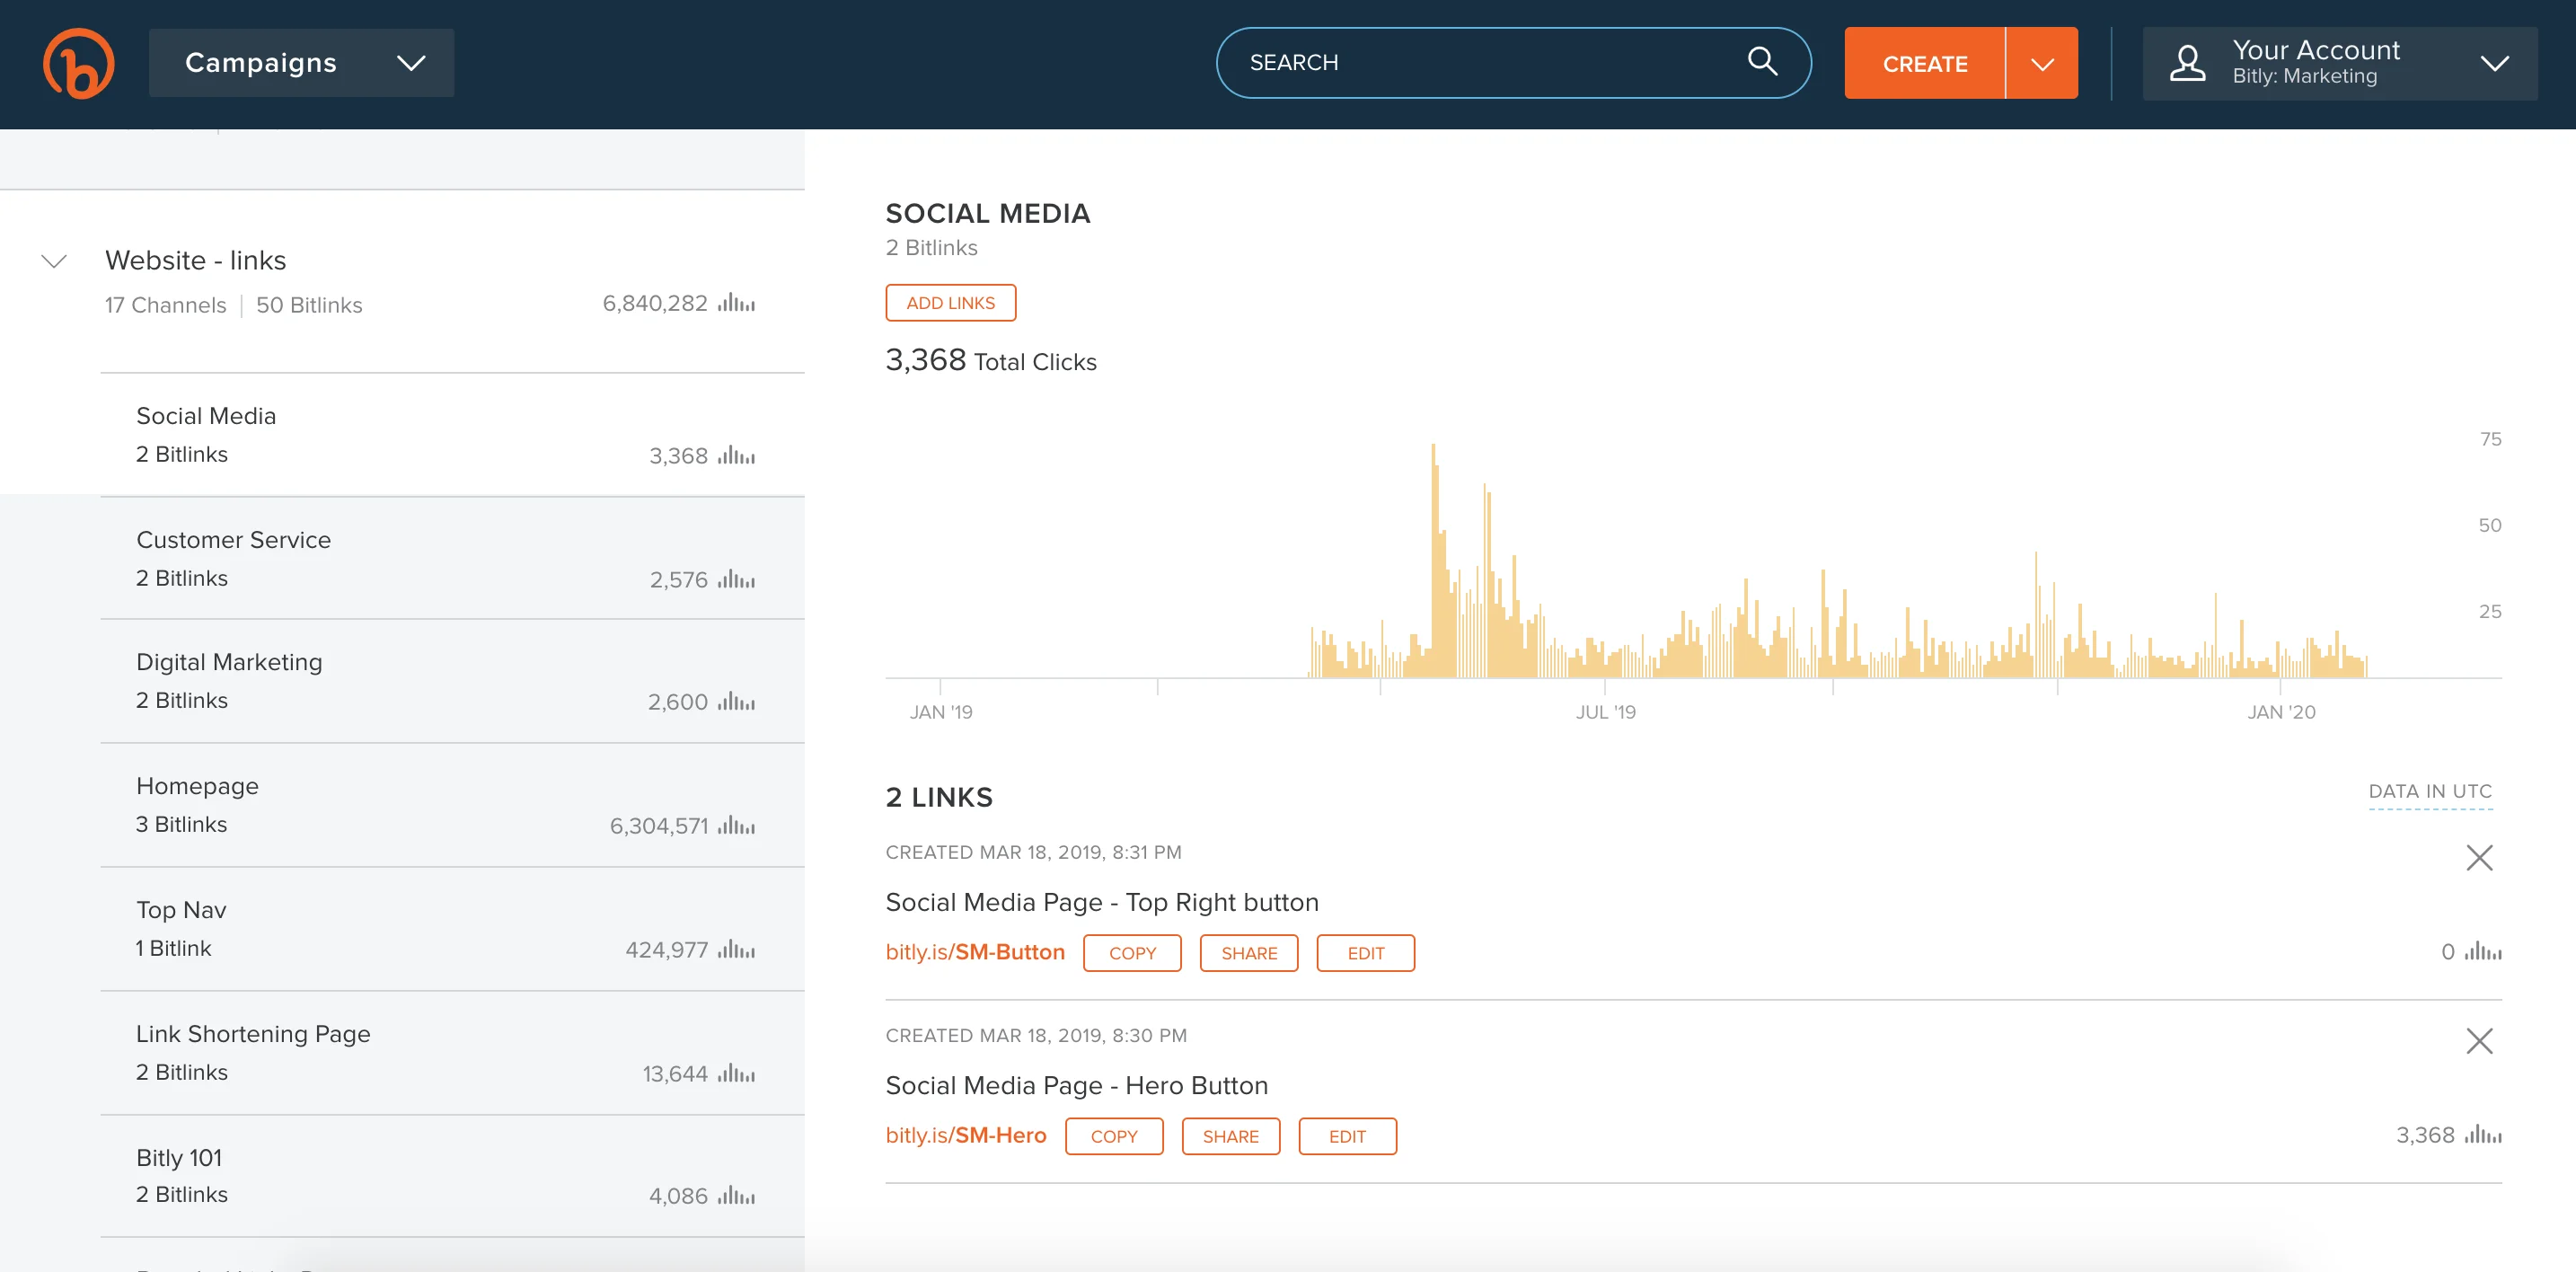 Campaigns
SEARCH
CREATE
Your Account
Bitly: Marketing
Website - links
17 Channels | 50 Bitlinks
6,840,282
Social Media
2 Bitlinks
3,368
Customer Service
2 Bitlinks
2,576
Digital Marketing
2 Bitlinks
2,600
Homepage
3 Bitlinks
6,304,571
Top Nav
1 Bitlink
424,977
Link Shortening Page
2 Bitlinks
13,644
Bitly 101
2 Bitlinks
4,086
SOCIAL MEDIA
2 Bitlinks
ADD LINKS
3,368 Total Clicks
75
50
25
JAN '19
JUL '19
JAN '20
2 LINKS
DATA IN UTC
CREATED MAR 18, 2019, 8:31 PM
Social Media Page - Top Right button
bitly.is/SM-Button COPY SHARE EDIT
0
CREATED MAR 18, 2019, 8:30 PM
Social Media Page - Hero Button
bitly.is/SM-Hero COPY SHARE EDIT
3,368